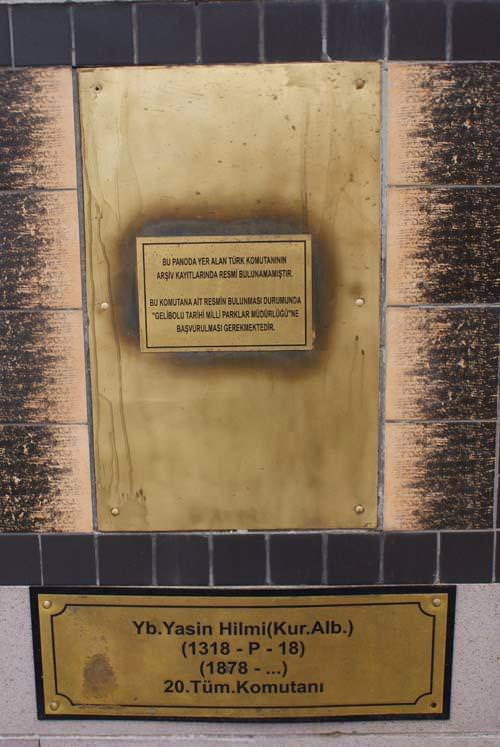 BU PANODA YER ALAN TÜRK KOMUTANININ
ARŞİV KAYITLARINDA RESMİ BULUNAMAMIŞTIR.
BU KOMUTANA AİT RESMİN BULUNMASI DURUMUNDA
"GELİBOLU TARİHİ MİLLİ PARKLAR MÜDÜRLÜĞÜ"NE
BAŞVURULMASI GEREKMEKTEDİR.
Yb.Yasin Hilmi(Kur.Alb.)
(1318 - P - 18)
(1878 - ...)
20.Tüm.Komutanı